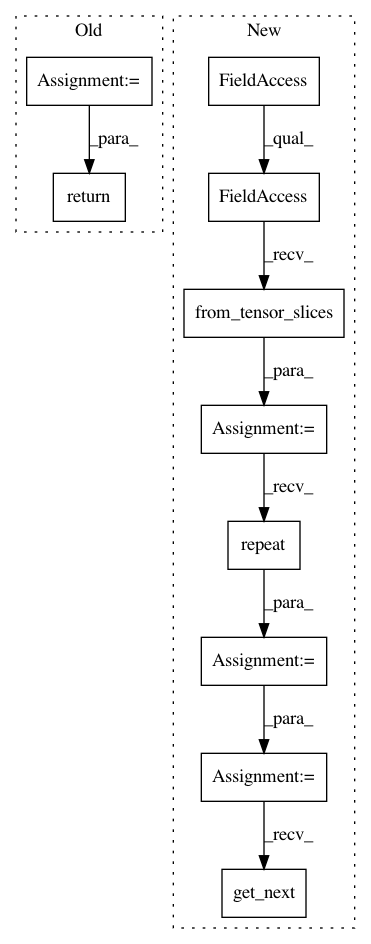 Old
Assignment:=
_para_
return
New
FieldAccess
_qual_
FieldAccess
_recv_
from_tensor_slices
_para_
Assignment:=
_recv_
repeat
_para_
Assignment:=
_para_
Assignment:=
_recv_
get_next